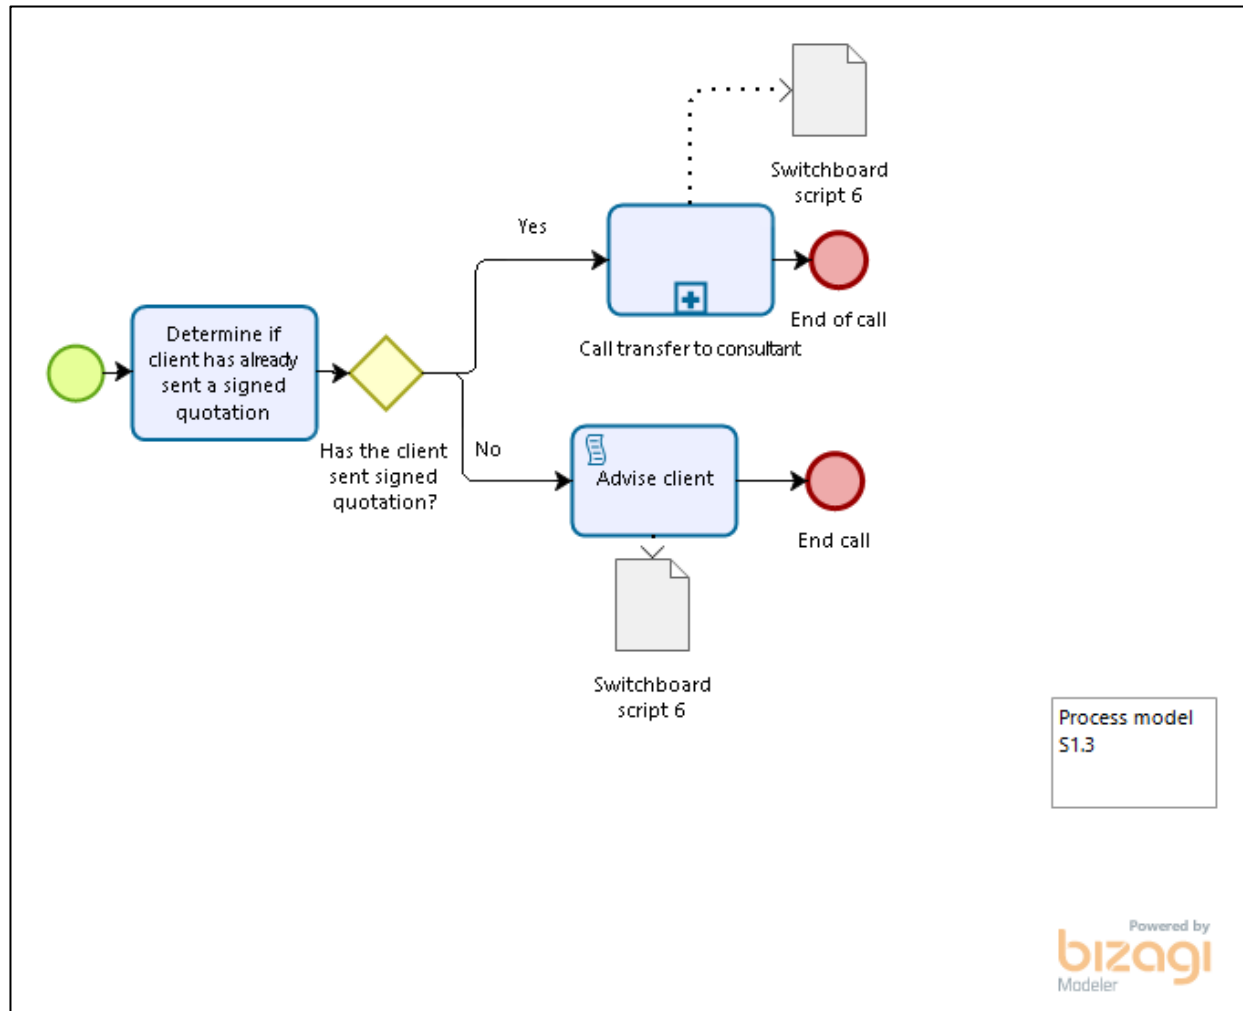 Switchboard
script 6
Yes
End of call
Call transfer to consultant
Determine if
client has already
sent a signed
quotation
Has the client
sent signed
quotation?
No
Advise client
End call
Switchboard
script 6
Process model
S1.3
Powered by
bizagi
Modeler